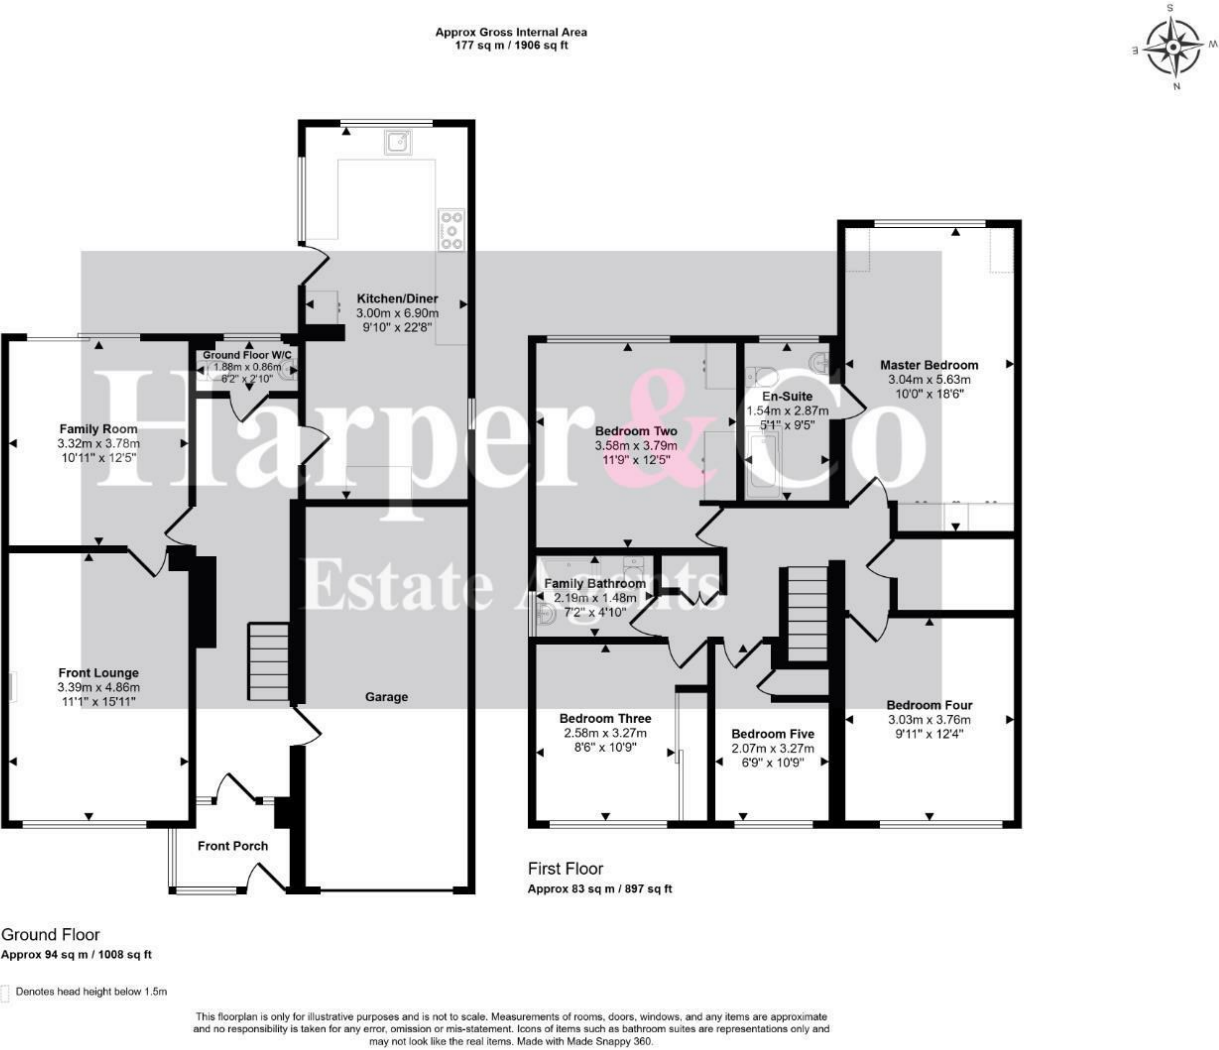 Approx Gross Internal Area
177 sq m / 1906 sq ft
S
E
W
N
Kitchen/Diner
3.00m x 6.90m
9'10" x 22'8"
Ground Floor W/C
1.88m x 0.86m
6'2" x 2'10"
Family Room
3.32m x 3.78m
10'11" x 12'5"
Front Lounge
3.39m x 4.86m
11'1" x 15'11"
Garage
Front Porch
Harper&Co
Estate Agents
Master Bedroom
3.04m x 5.63m
10'0" x 18'6"
En-Suite
1.54m x 2.87m
5'1" x 9'5"
Bedroom Two
3.58m x 3.79m
11'9" x 12'5"
Family Bathroom
2.19m x 1.48m
7'2" x 4'10"
Bedroom Three
2.58m x 3.27m
8'6" x 10'9"
Bedroom Five
2.07m x 3.27m
6'9" x 10'9"
Bedroom Four
3.03m x 3.76m
9'11" x 12'4"
First Floor
Approx 83 sq m / 897 sq ft
Ground Floor
Approx 94 sq m / 1008 sq ft
Denotes head height below 1.5m
This floorplan is only for illustrative purposes and is not to scale. Measurements of rooms, doors, windows, and any items are approximate
and no responsibility is taken for any error, omission or mis-statement. Icons of items such as bathroom suites are representations only and
may not look like the real items. Made with Made Snappy 360.